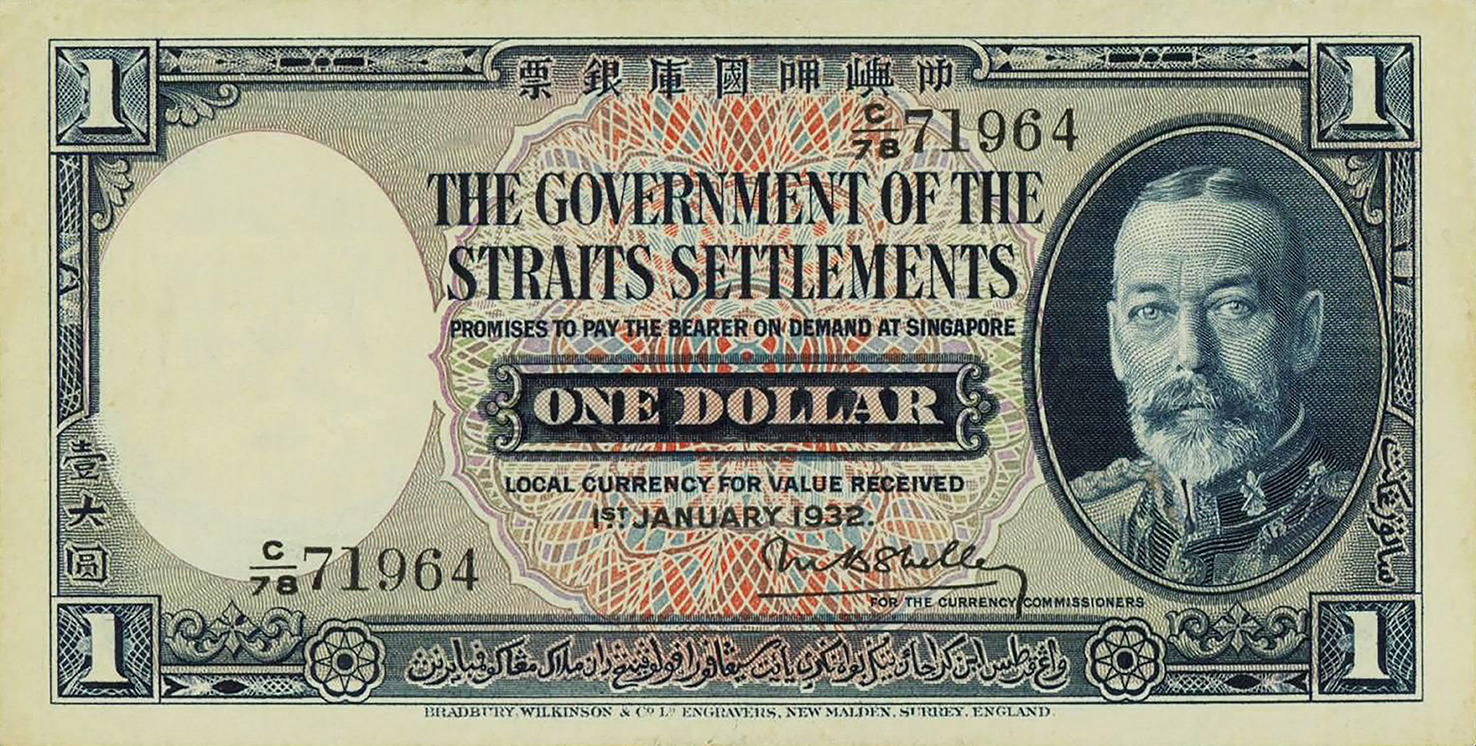 叻嶼呷國庫銀票
1
1
C/78 71964
THE GOVERNMENT OF THE
STRAITS SETTLEMENTS
PROMISES TO PAY THE BEARER ON DEMAND AT SINGAPORE
ONE DOLLAR
LOCAL CURRENCY FOR VALUE RECEIVED
1ST JANUARY 1932.
壹大圓
ساتو رڠݢيت
C/78 71964
FOR THE CURRENCY COMMISSIONERS
1
1
BRADBURY, WILKINSON & Co Ld ENGRAVERS, NEW MALDEN, SURREY, ENGLAND.